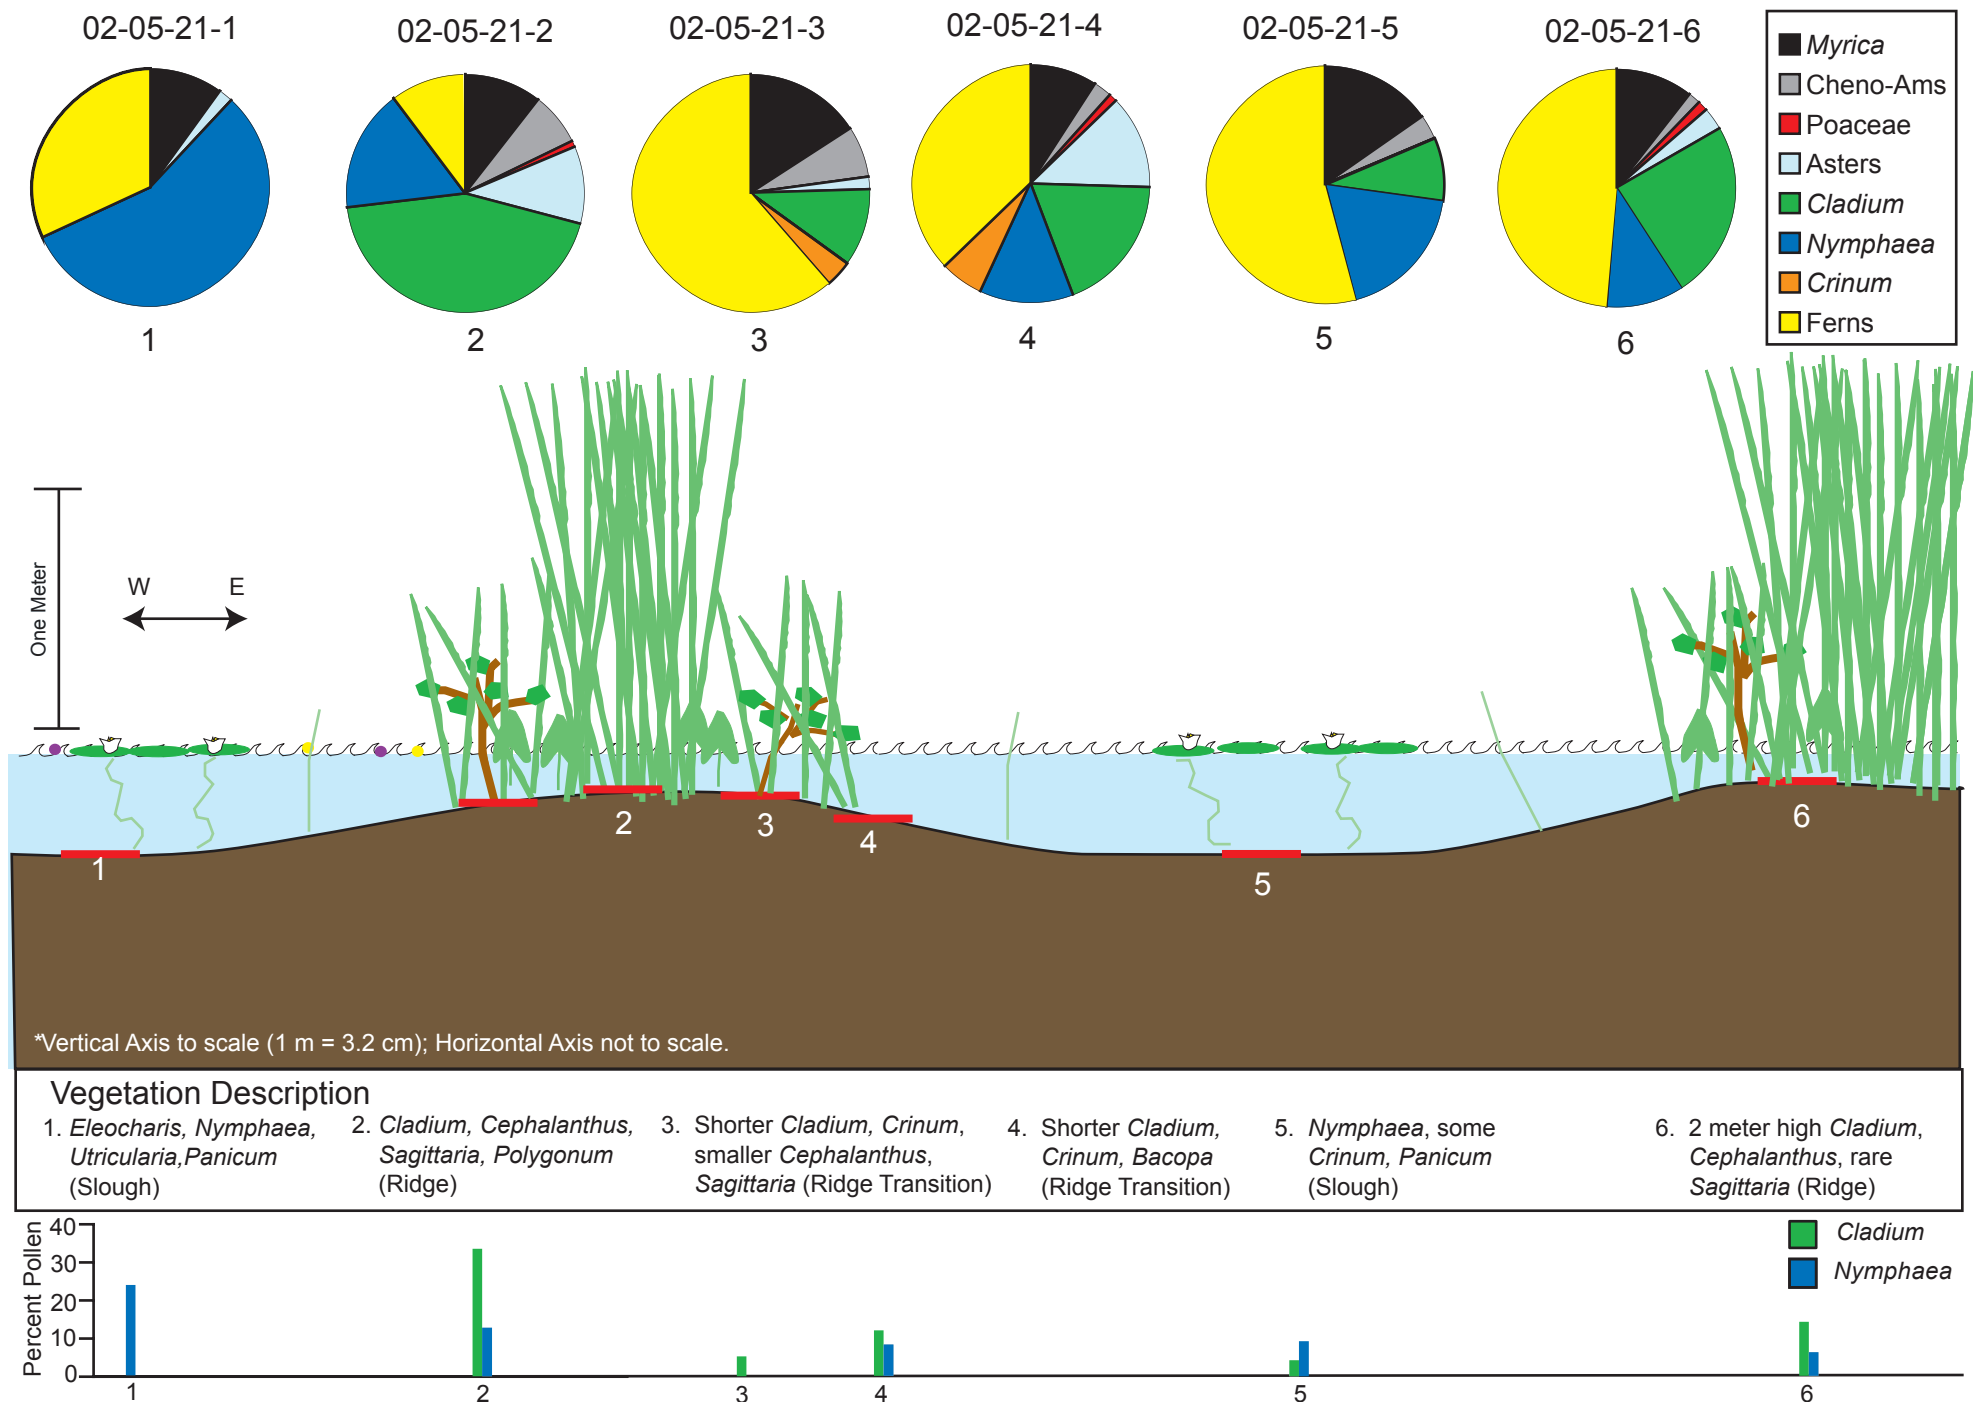 02-05-21-1
02-05-21-2
02-05-21-3
02-05-21-4
02-05-21-5
02-05-21-6
Myrica
Cheno-Ams
Poaceae
Asters
Cladium
Nymphaea
Crinum
Ferns
1
2
3
4
5
6
One Meter
W
E
1
2
3
4
5
6
*Vertical Axis to scale (1 m = 3.2 cm); Horizontal Axis not to scale.
Vegetation Description
1. Eleocharis, Nymphaea,
Utricularia,Panicum
(Slough)
2. Cladium, Cephalanthus,
Sagittaria, Polygonum
(Ridge)
3. Shorter Cladium, Crinum,
smaller Cephalanthus,
Sagittaria (Ridge Transition)
4. Shorter Cladium,
Crinum, Bacopa
(Ridge Transition)
5. Nymphaea, some
Crinum, Panicum
(Slough)
6. 2 meter high Cladium,
Cephalanthus, rare
Sagittaria (Ridge)
Percent Pollen
40
30
20
10
0
Cladium
Nymphaea
1
2
3
4
5
6